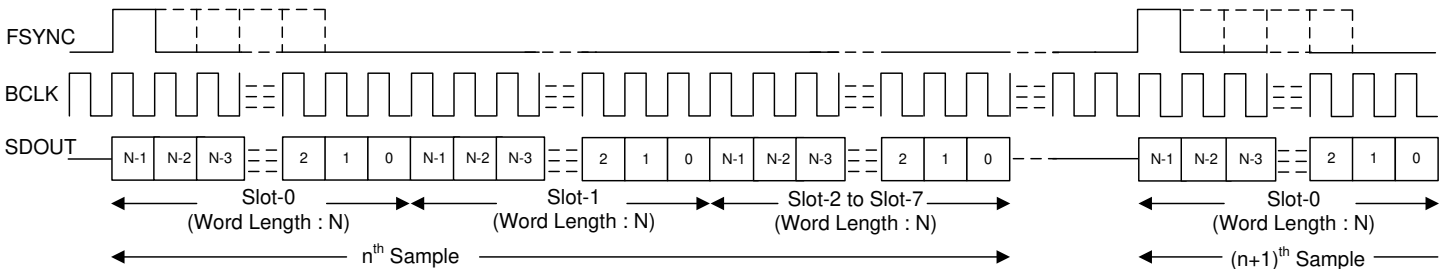 FSYNC
BCLK
SDOUT N-1 N-2 N-3 2 1 0 N-1 N-2 N-3 2 1 0 N-1 N-2 N-3 2 1 0 N-1 N-2 N-3 2 1 0
Slot-0 Slot-1 Slot-2 to Slot-7 Slot-0
(Word Length : N) (Word Length : N) (Word Length : N) (Word Length : N)
nth Sample (n+1)th Sample